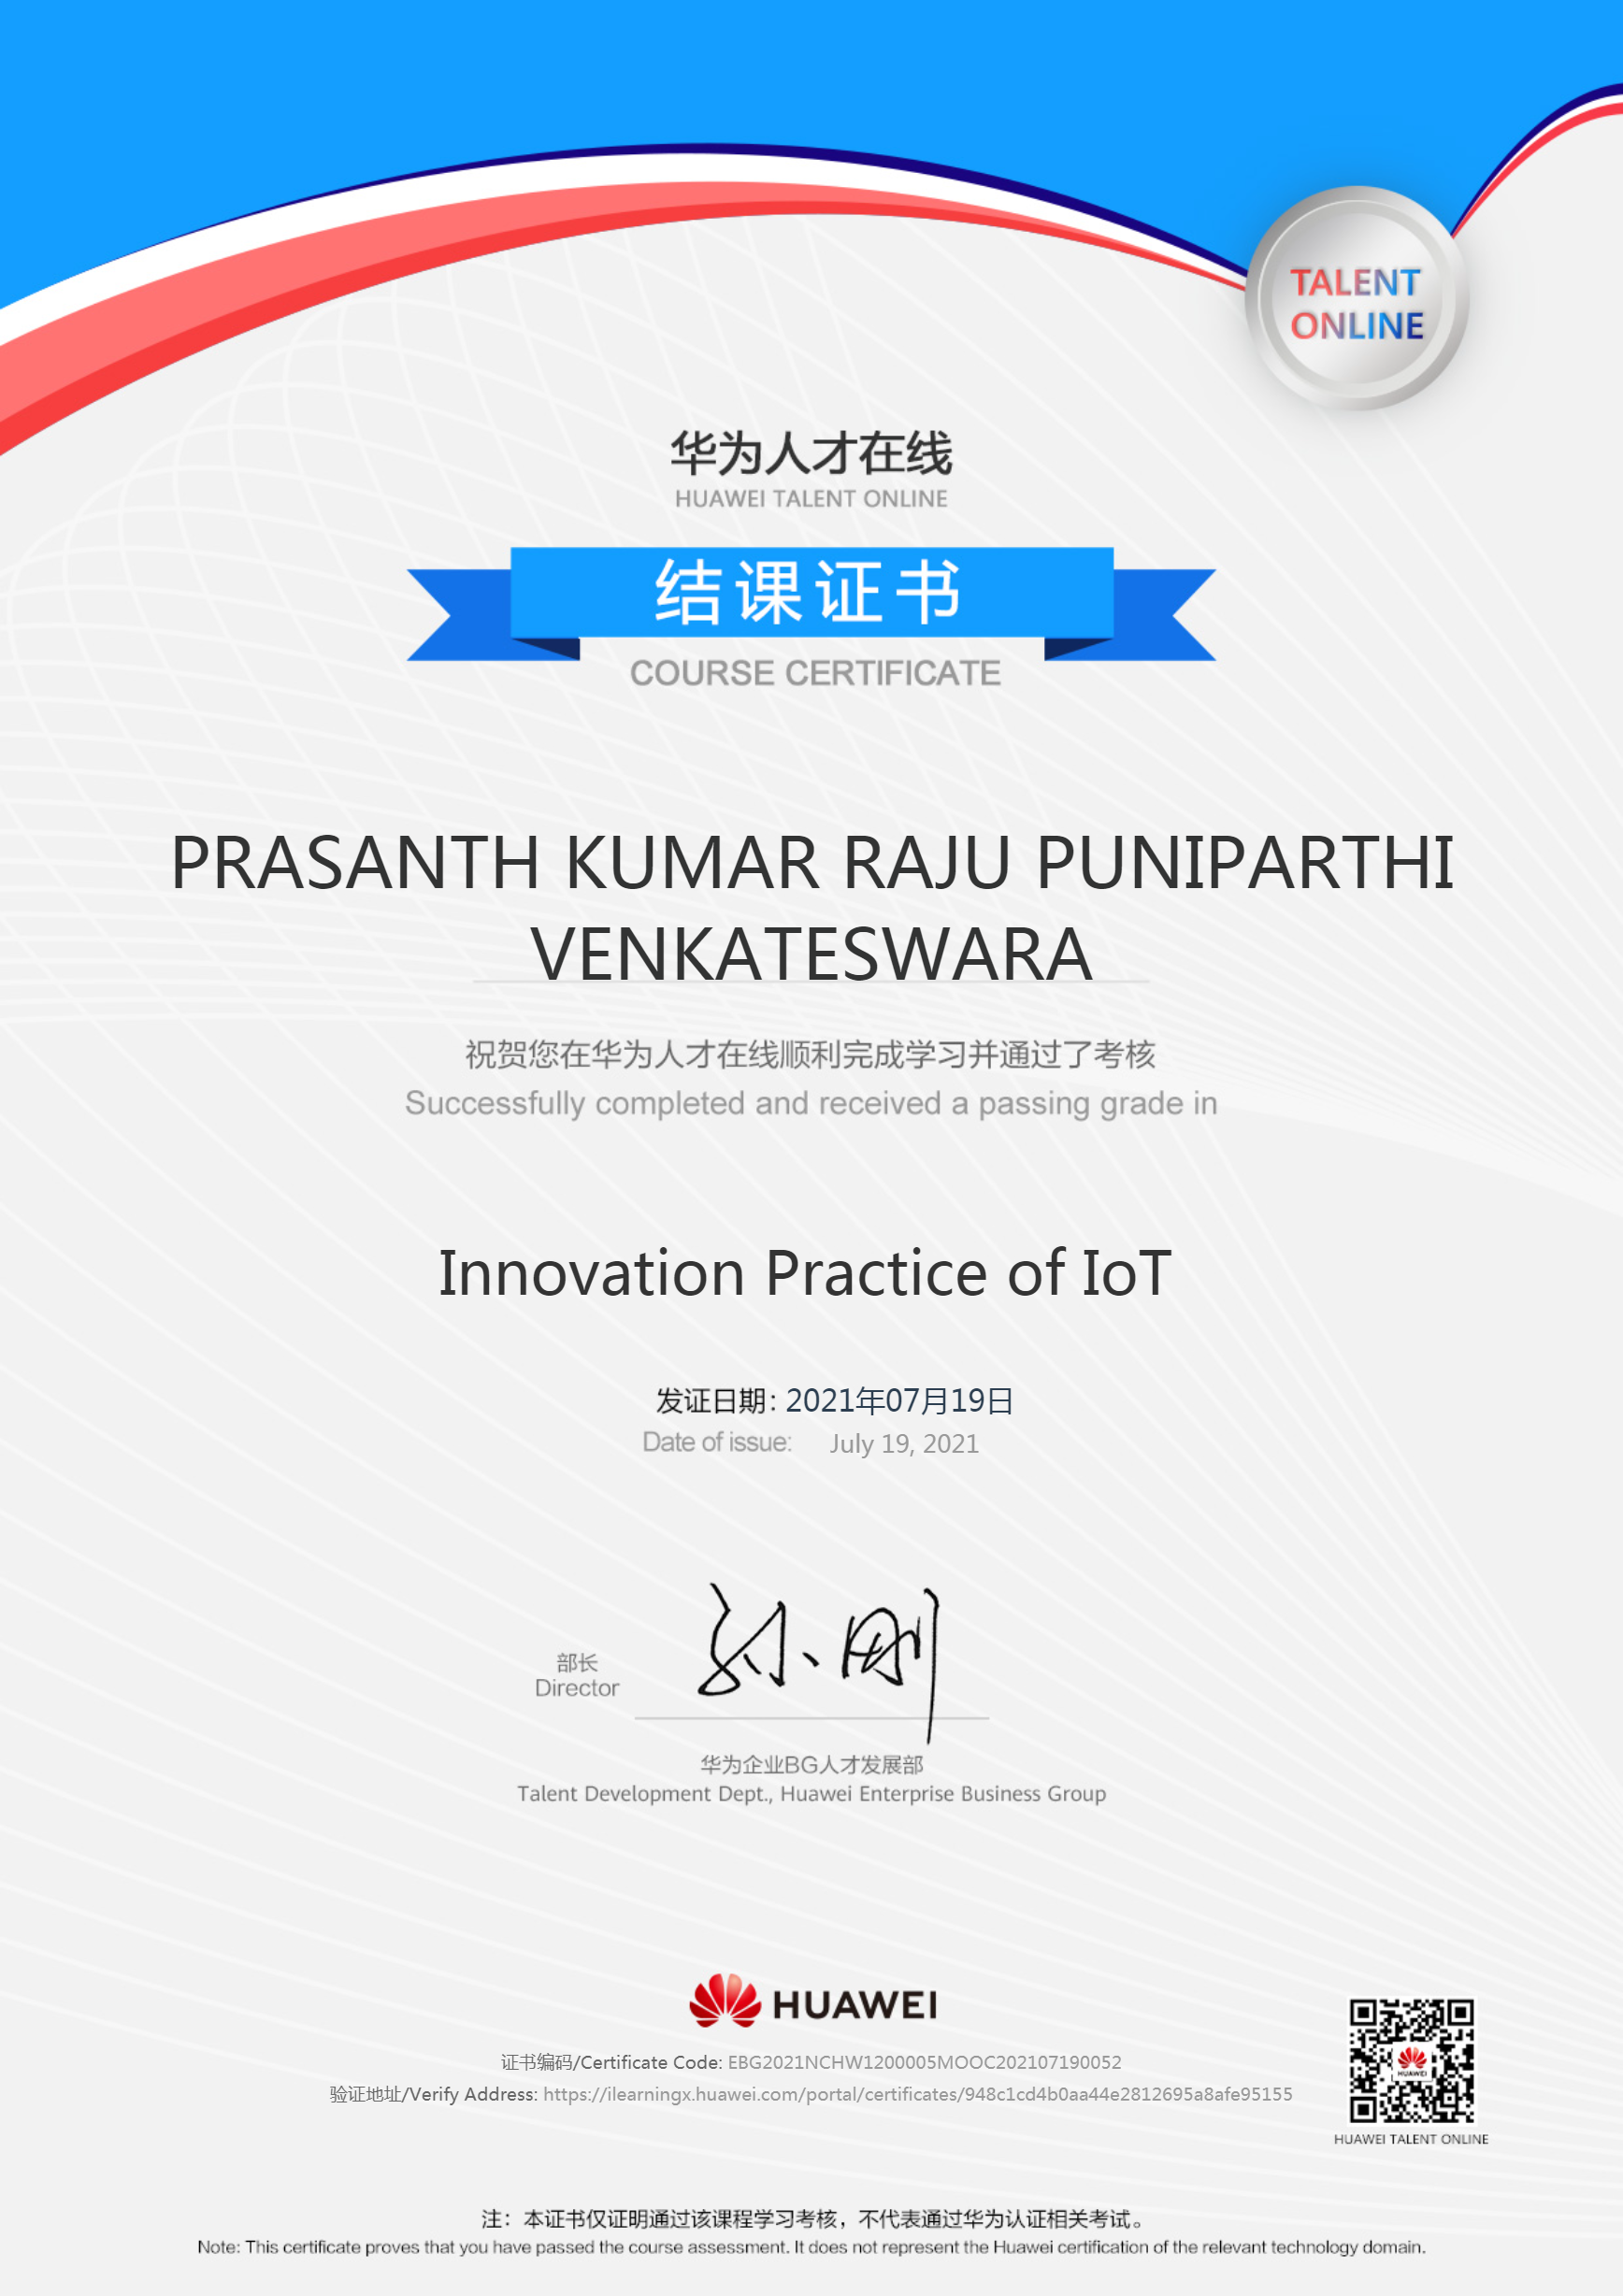 TALENT
ONLINE
华为人才在线
HUAWEI TALENT ONLINE
结课证书
COURSE CERTIFICATE
PRASANTH KUMAR RAJU PUNIPARTHI
VENKATESWARA
祝贺您在华为人才在线顺利完成学习并通过了考核
Successfully completed and received a passing grade in
Innovation Practice of IoT
发证日期：2021年07月19日
Date of issue: July 19, 2021
孙刚
部长
Director
华为企业BG人才发展部
Talent Development Dept., Huawei Enterprise Business Group
HUAWEI
证书编码/Certificate Code: EBG2021NCHW1200005MOOC202107190052
验证地址/Verify Address: https://ilearningx.huawei.com/portal/certificates/948c1cd4b0aa44e2812695a8afe95155
HUAWEI
HUAWEI TALENT ONLINE
注：本证书仅证明通过该课程学习考核，不代表通过华为认证相关考试。
Note: This certificate proves that you have passed the course assessment. It does not represent the Huawei certification of the relevant technology domain.